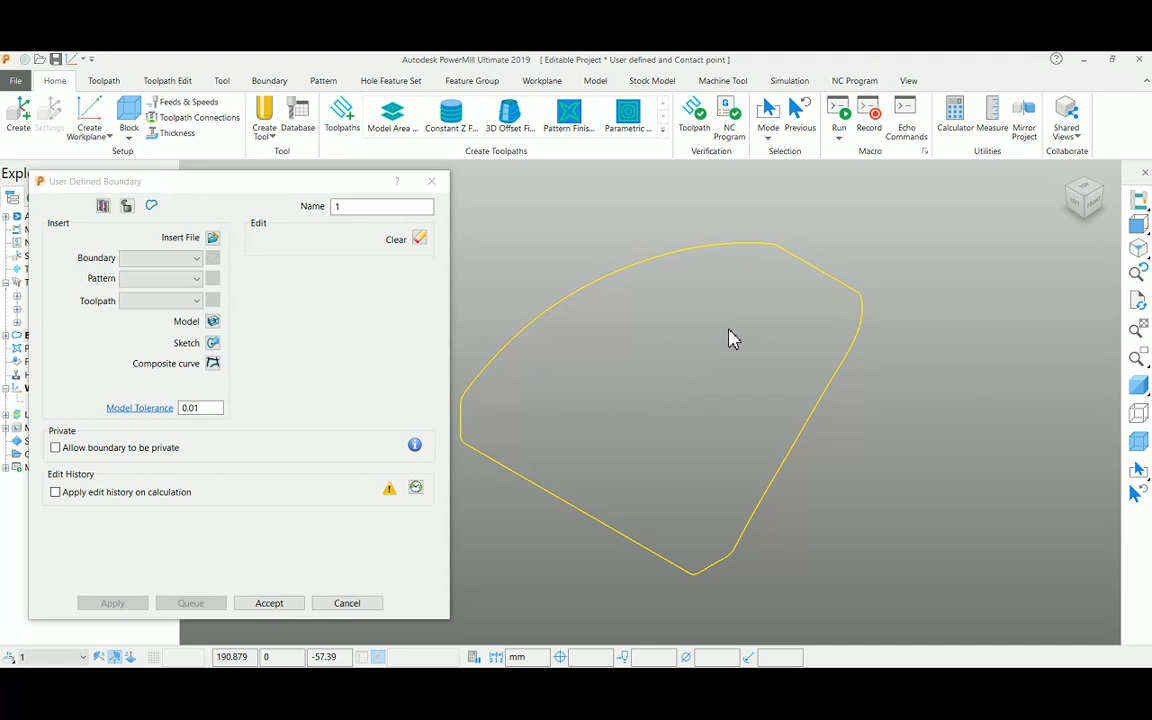 Autodesk PowerMill Ultimate 2019 [ Editable Project * User defined and Contact point ]
File Home Toolpath Toolpath Edit Tool Boundary Pattern Hole Feature Set Feature Group Workplane Model Stock Model Machine Tool Simulation NC Program View
Create Settings Create Workplane Block Feeds & Speeds Toolpath Connections Thickness
Create Tool Database Toolpaths Model Area ... Constant Z F... 3D Offset Fi... Pattern Finis... Parametric ...
Toolpath NC Program Mode Previous Run Record Echo Commands Calculator Measure Mirror Project Shared Views
Setup Tool Create Toolpaths Verification Selection Macro Utilities Collaborate
Expl
User Defined Boundary ?
Name 1
Insert Edit
Insert File Clear
Boundary
Pattern
Toolpath
Model
Sketch
Composite curve
Model Tolerance 0.01
Private
Allow boundary to be private
Edit History
Apply edit history on calculation
Apply Queue Accept Cancel
TOP
LEFT FRONT
1 190.879 0 -57.39 mm